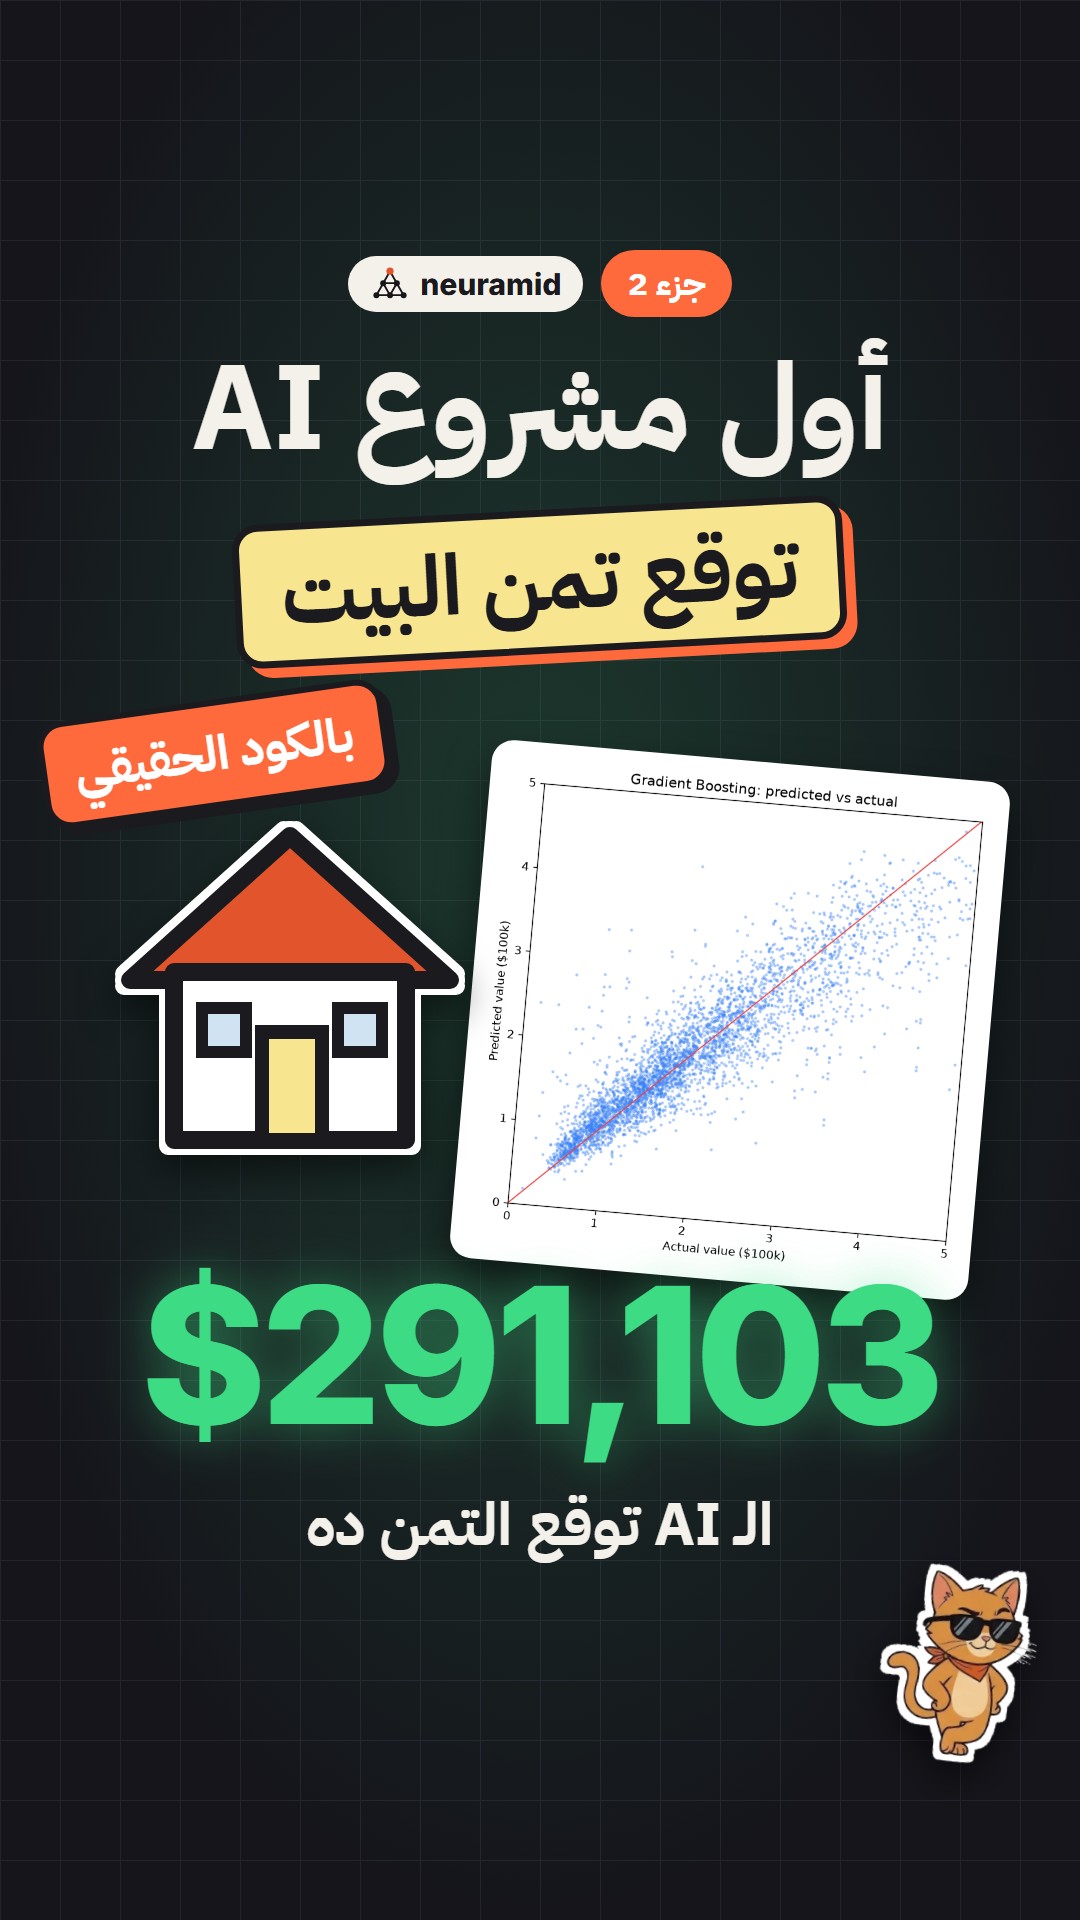 neuramid
جزء 2
أول مشروع AI
توقع تمن البيت
بالكود الحقيقي
Gradient Boosting: predicted vs actual
Predicted value ($100k)
5
4
3
2
1
0
0 1 2 3 4 5
Actual value ($100k)
$291,103
الـ AI توقع التمن ده